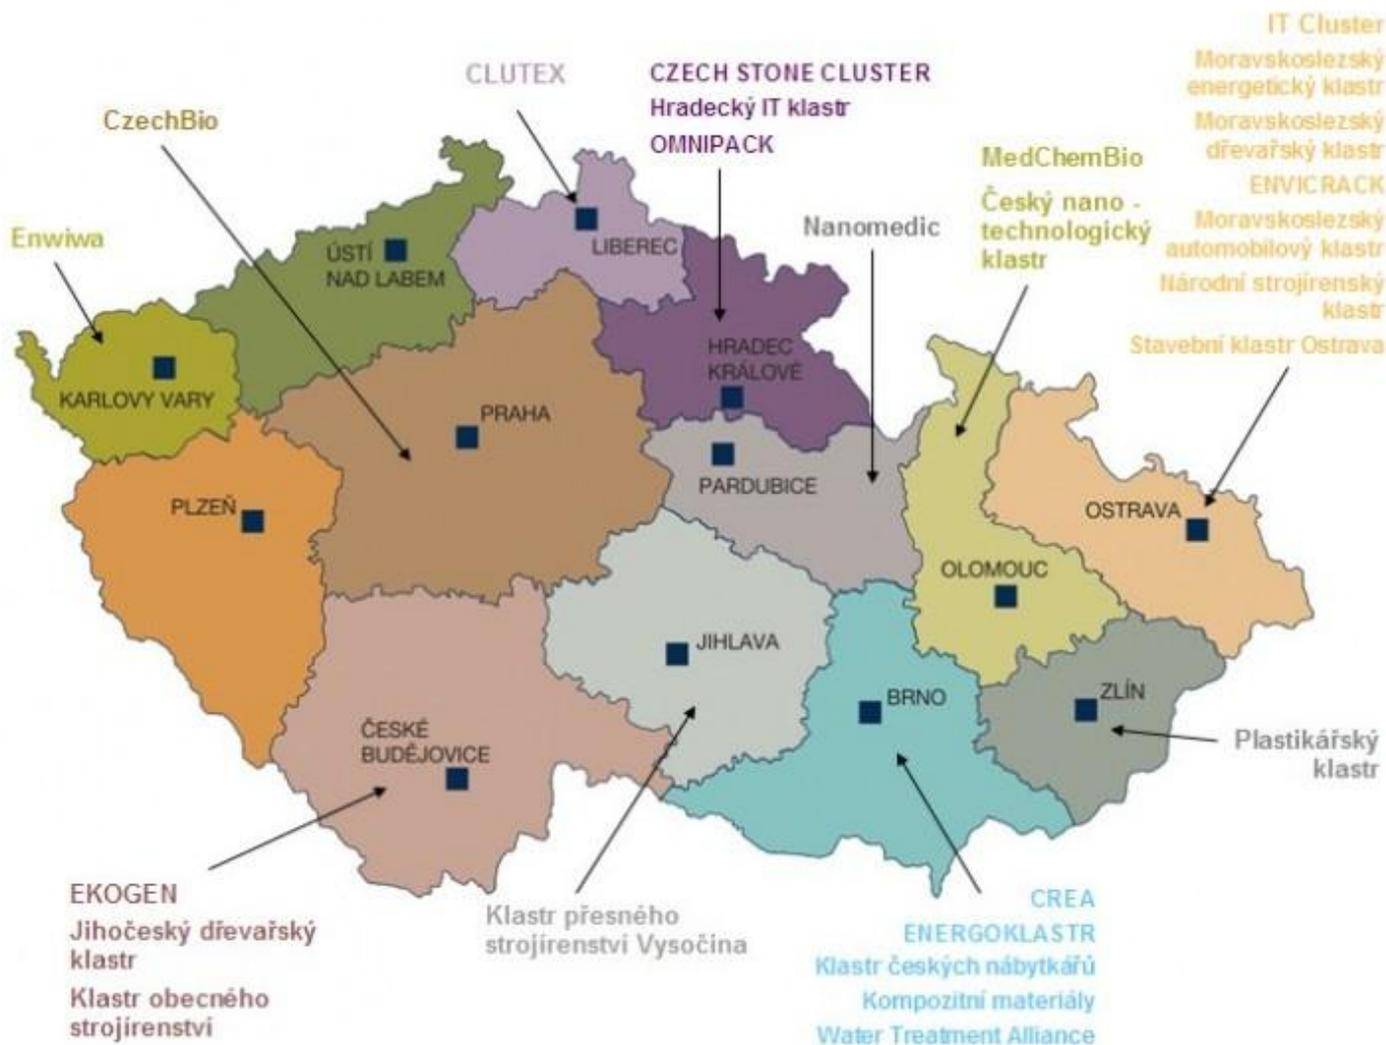 IT Cluster
Moravskoslezský
energetický klastr
Moravskoslezský
dřevařský klastr
ENVICRACK
Moravskoslezský
automobilový klastr
Národní strojírenský
klastr
Stavební klastr Ostrava
CLUTEX
CZECH STONE CLUSTER
Hradecký IT klastr
OMNIPACK
CzechBio
MedChemBio
Český nano -
technologický
klastr
Nanomedic
Enwiwa
ÚSTÍ
NAD LABEM
LIBEREC
KARLOVY VARY
HRADEC
KRÁLOVÉ
PRAHA
PARDUBICE
PLZEŇ
OSTRAVA
OLOMOUC
JIHLAVA
BRNO
ZLÍN
ČESKÉ
BUDĚJOVICE
Plastikářský
klastr
EKOGEN
Jihočeský dřevařský
klastr
Klastr obecného
strojírenství
Klastr přesného
strojírenství Vysočina
CREA
ENERGOKLASTR
Klastr českých nábytkářů
Kompozitní materiály
Water Treatment Alliance